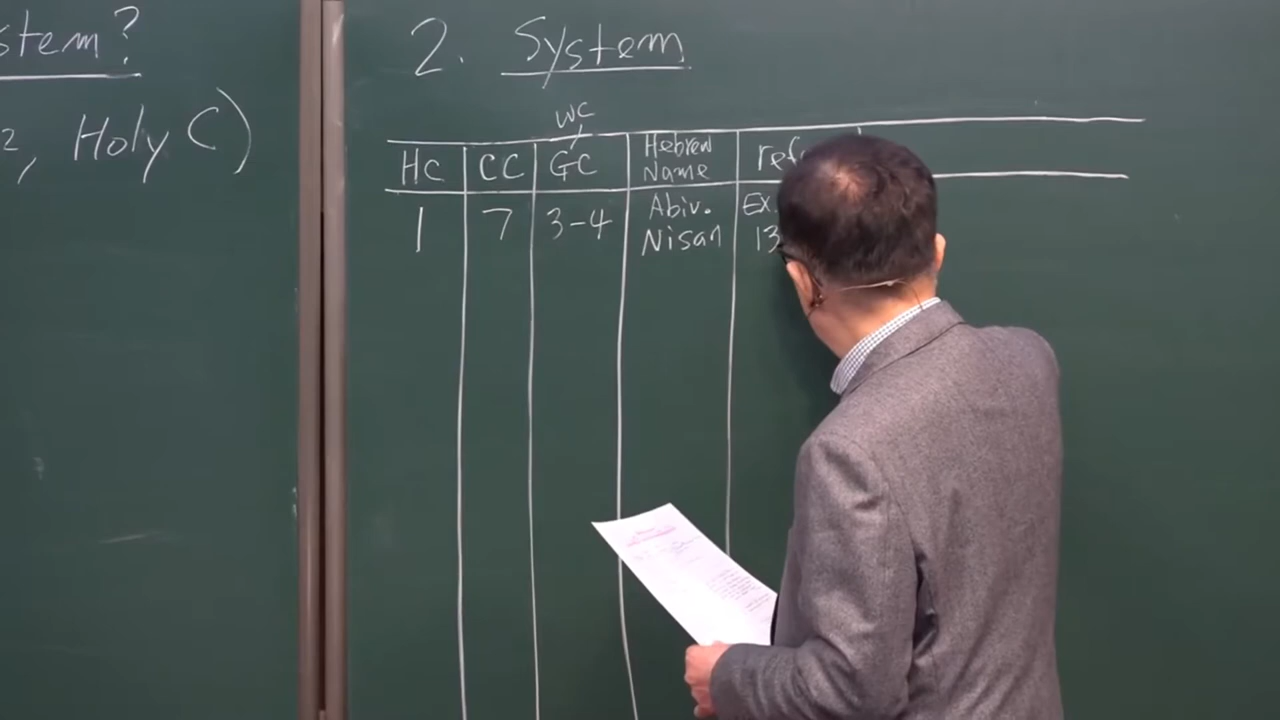 stem?
2, Holy C)
2. System
WC
HC CC GC Hebrew Name ref
1 7 3-4 Abiv. Nisan Ex. 13